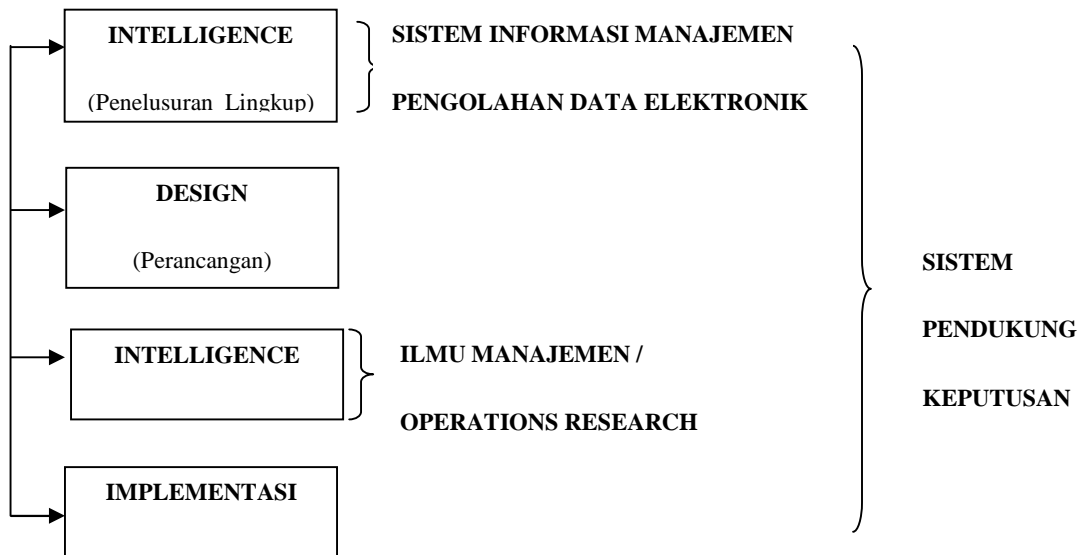 INTELLIGENCE
(Penelusuran Lingkup)
SISTEM INFORMASI MANAJEMEN
PENGOLAHAN DATA ELEKTRONIK
DESIGN
(Perancangan)
INTELLIGENCE
ILMU MANAJEMEN /
OPERATIONS RESEARCH
IMPLEMENTASI
SISTEM
PENDUKUNG
KEPUTUSAN